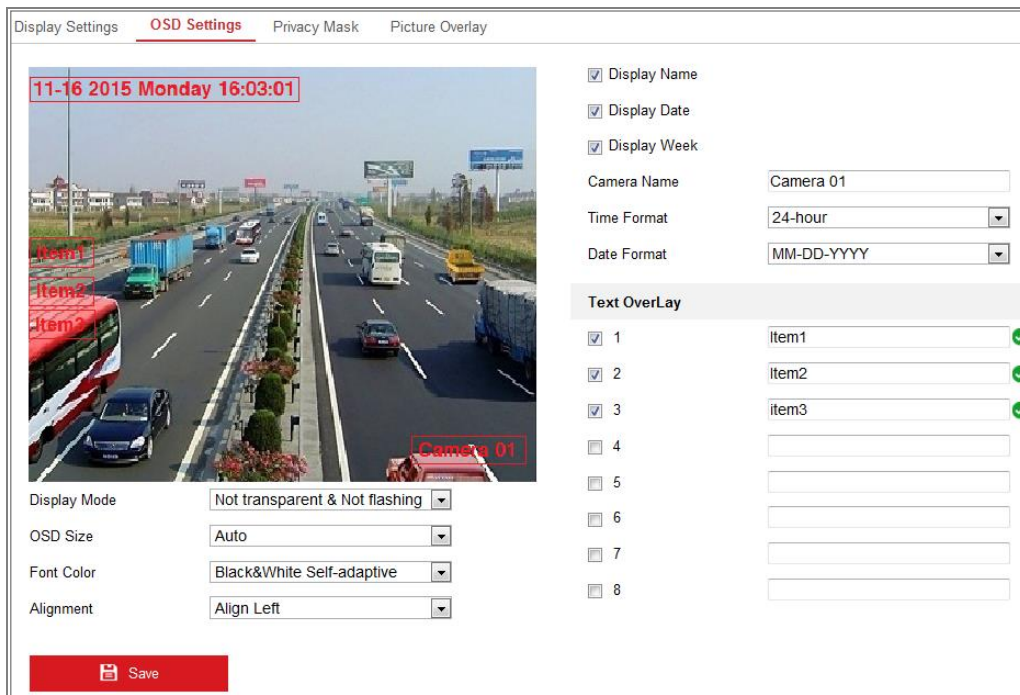 Display Settings OSD Settings Privacy Mask Picture Overlay
11-16 2015 Monday 16:03:01
Item1
Item2
Item3
Camera 01
Display Mode Not transparent & Not flashing
OSD Size Auto
Font Color Black&White Self-adaptive
Alignment Align Left
Save
Display Name
Display Date
Display Week
Camera Name Camera 01
Time Format 24-hour
Date Format MM-DD-YYYY
Text OverLay
1 Item1
2 Item2
3 item3
4
5
6
7
8